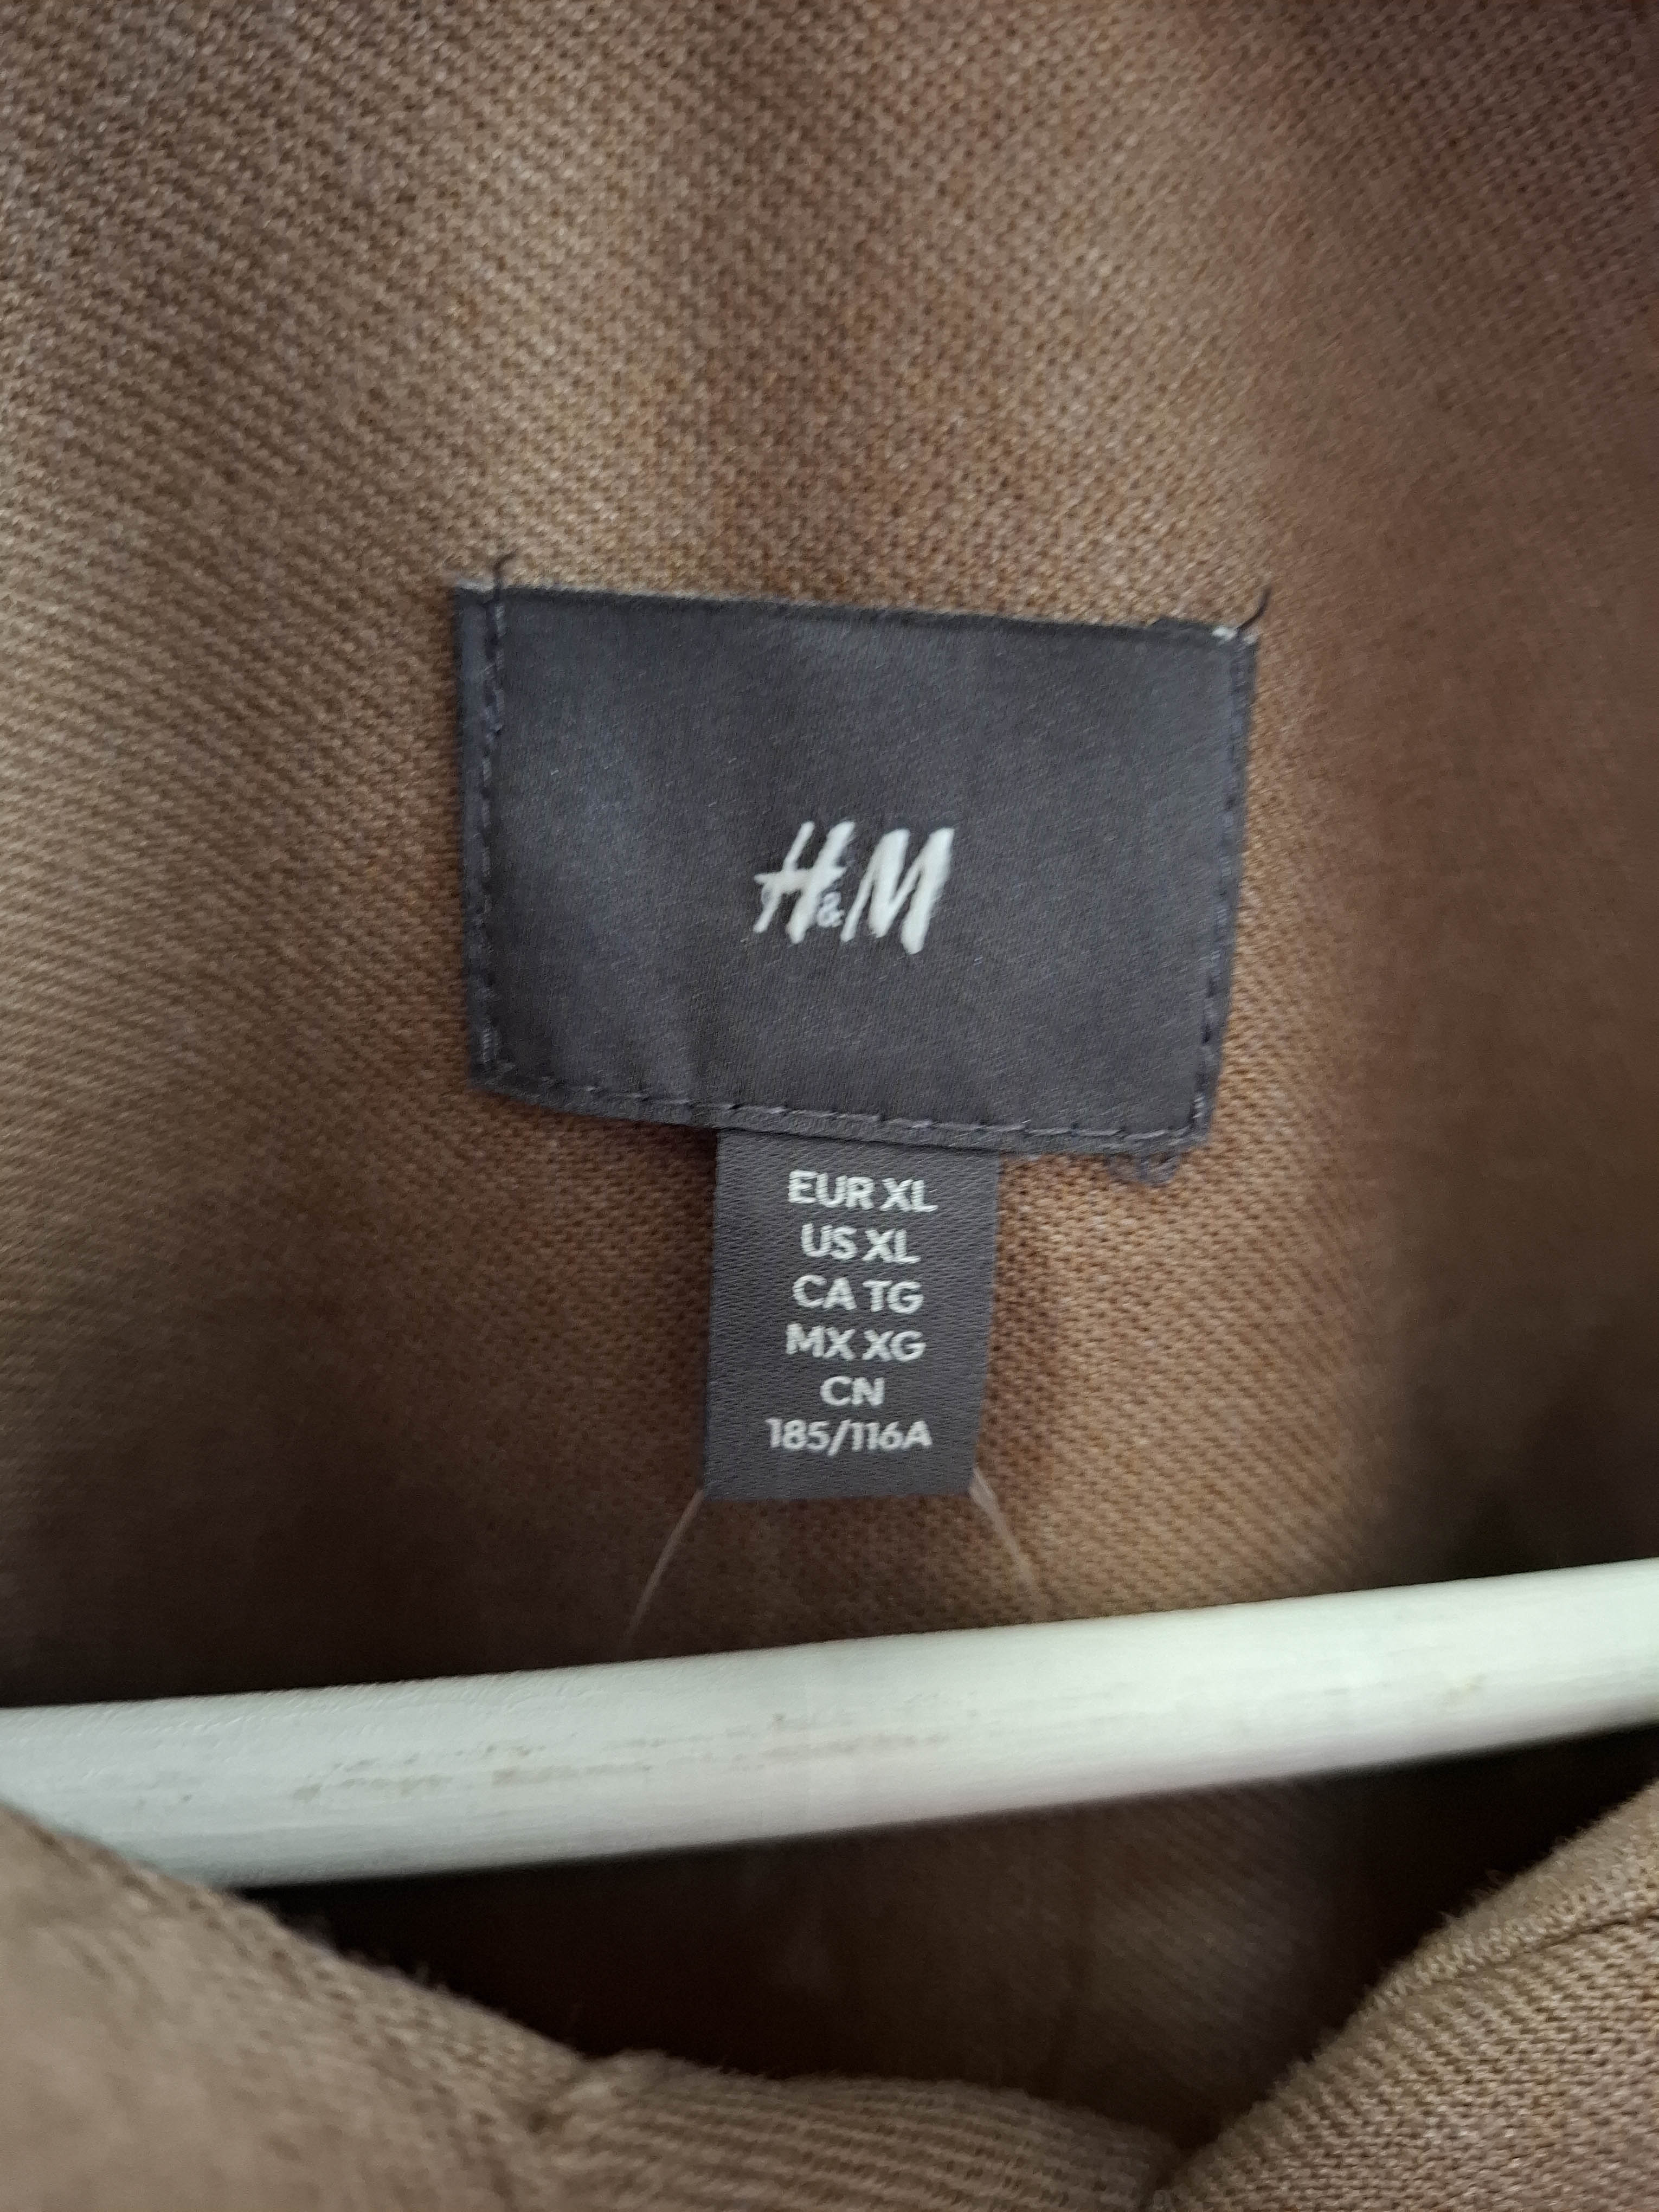 H&M
EUR XL
US XL
CA TG
MX XG
CN
185/116A